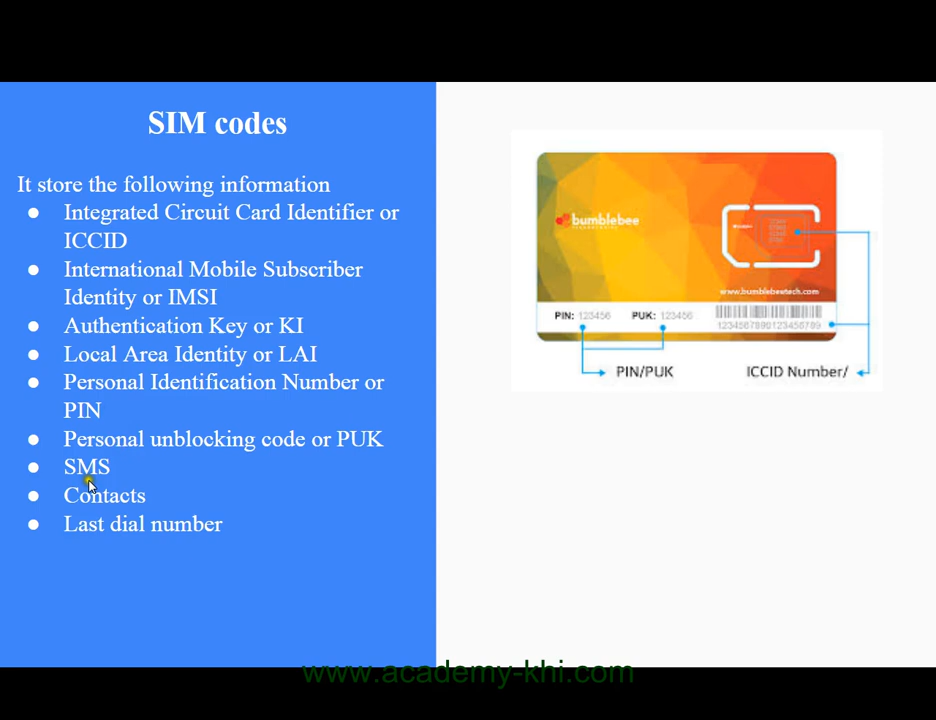 SIM codes
It store the following information
● Integrated Circuit Card Identifier or
ICCID
● International Mobile Subscriber
Identity or IMSI
● Authentication Key or KI
● Local Area Identity or LAI
● Personal Identification Number or
PIN
● Personal unblocking code or PUK
● SMS
● Contacts
● Last dial number
bumblebee
www.bumblebeetech.com
PIN: 123456 PUK: 123456
1234567890123456789
PIN/PUK
ICCID Number/
www.academy-khi.com